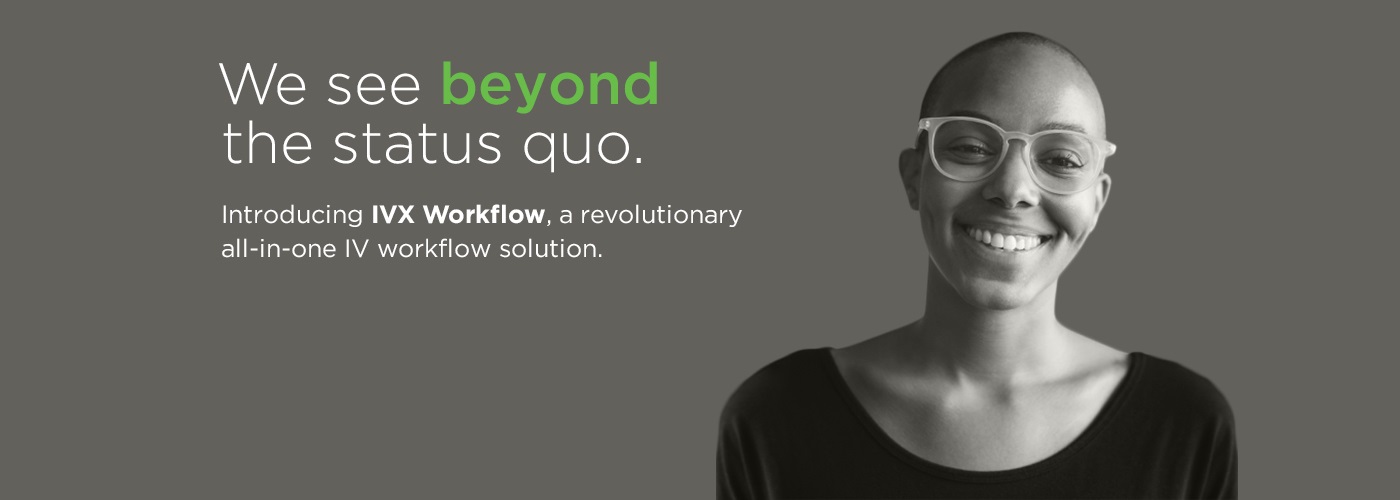 We see beyond
the status quo.
Introducing IVX Workflow, a revolutionary
all-in-one IV workflow solution.